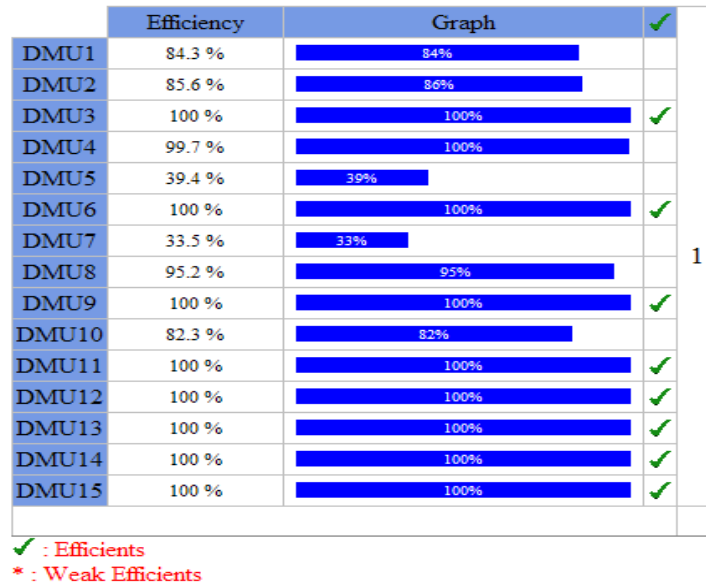 Efficiency Graph ✓
DMU1 84.3 % 84%
DMU2 85.6 % 86%
DMU3 100 % 100% ✓
DMU4 99.7 % 100%
DMU5 39.4 % 39%
DMU6 100 % 100% ✓
DMU7 33.5 % 33%
DMU8 95.2 % 95%
1
DMU9 100 % 100% ✓
DMU10 82.3 % 82%
DMU11 100 % 100% ✓
DMU12 100 % 100% ✓
DMU13 100 % 100% ✓
DMU14 100 % 100% ✓
DMU15 100 % 100% ✓
✓ : Efficients
* : Weak Efficients